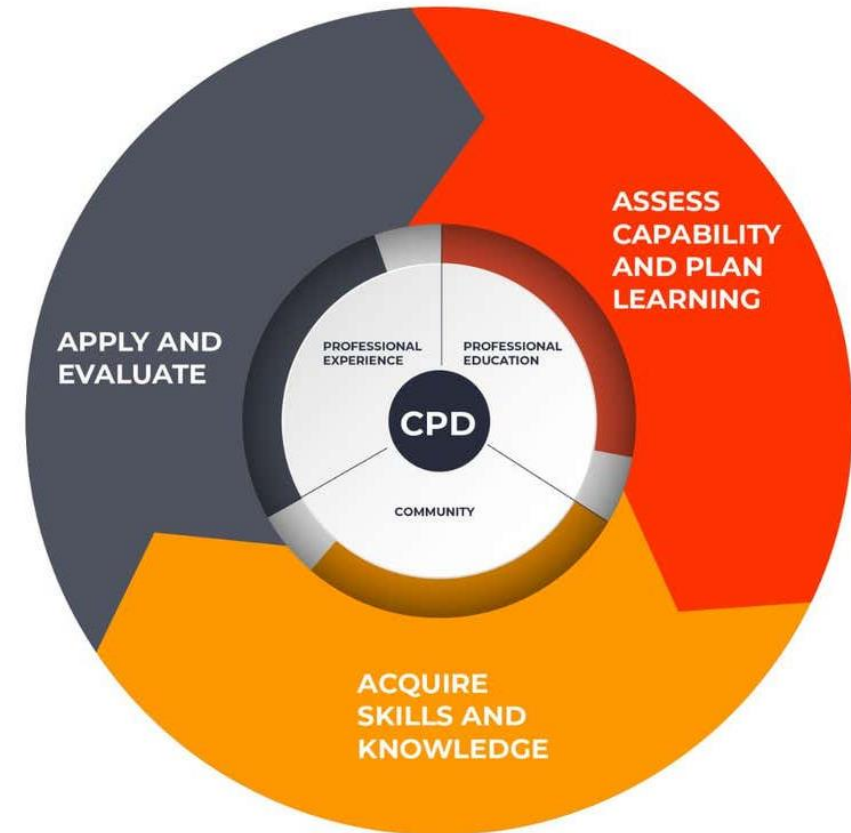 ASSESS
CAPABILITY
AND PLAN
LEARNING
APPLY AND
EVALUATE
PROFESSIONAL
EXPERIENCE
PROFESSIONAL
EDUCATION
CPD
COMMUNITY
ACQUIRE
SKILLS AND
KNOWLEDGE